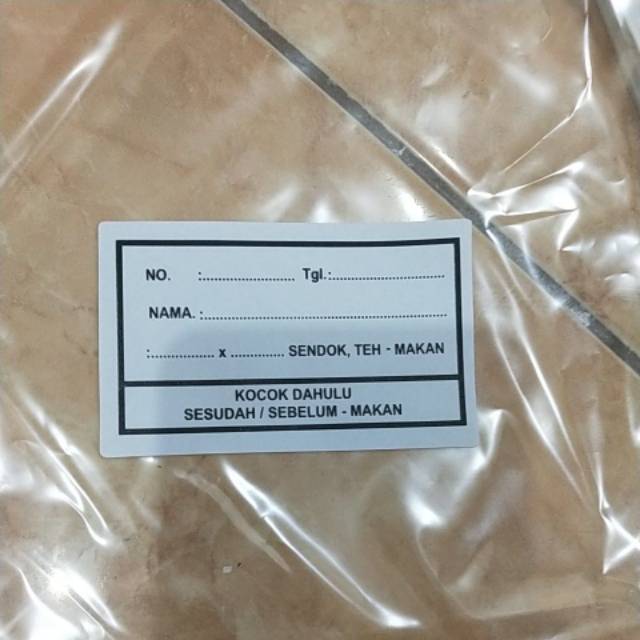 NO. :........................ Tgl.:.............................
NAMA. :...............................................................
:................. x .............. SENDOK, TEH - MAKAN
KOCOK DAHULU
SESUDAH / SEBELUM - MAKAN